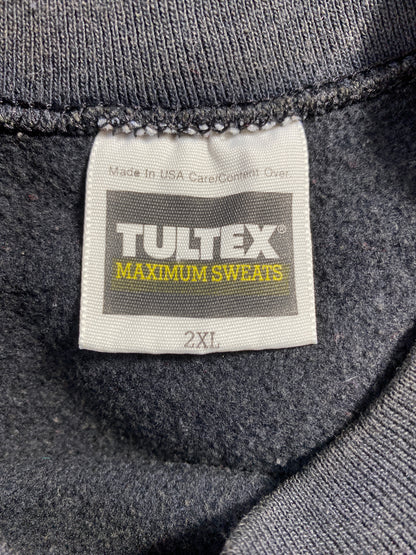 Made In USA Care/Content Over
TULTEX®
MAXIMUM SWEATS
2XL